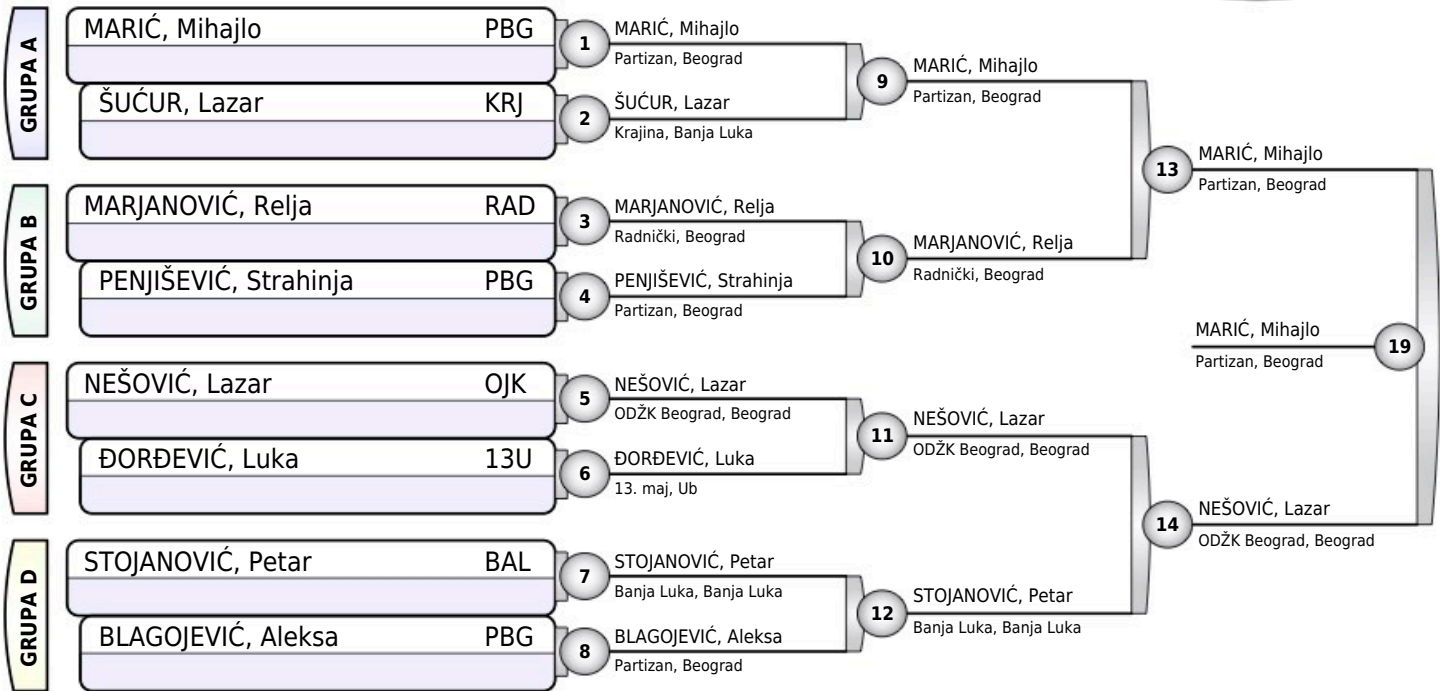 GRUPA A
MARIĆ, Mihajlo PBG
ŠUĆUR, Lazar KRJ
GRUPA B
MARJANOVIĆ, Relja RAD
PENJIŠEVIĆ, Strahinja PBG
GRUPA C
NEŠOVIĆ, Lazar OJK
ĐORĐEVIĆ, Luka 13U
GRUPA D
STOJANOVIĆ, Petar BAL
BLAGOJEVIĆ, Aleksa PBG
1
MARIĆ, Mihajlo
Partizan, Beograd
2
ŠUĆUR, Lazar
Krajina, Banja Luka
3
MARJANOVIĆ, Relja
Radnički, Beograd
4
PENJIŠEVIĆ, Strahinja
Partizan, Beograd
5
NEŠOVIĆ, Lazar
ODŽK Beograd, Beograd
6
ĐORĐEVIĆ, Luka
13. maj, Ub
7
STOJANOVIĆ, Petar
Banja Luka, Banja Luka
8
BLAGOJEVIĆ, Aleksa
Partizan, Beograd
9
MARIĆ, Mihajlo
Partizan, Beograd
10
MARJANOVIĆ, Relja
Radnički, Beograd
11
NEŠOVIĆ, Lazar
ODŽK Beograd, Beograd
12
STOJANOVIĆ, Petar
Banja Luka, Banja Luka
13
MARIĆ, Mihajlo
Partizan, Beograd
14
NEŠOVIĆ, Lazar
ODŽK Beograd, Beograd
MARIĆ, Mihajlo
Partizan, Beograd
19